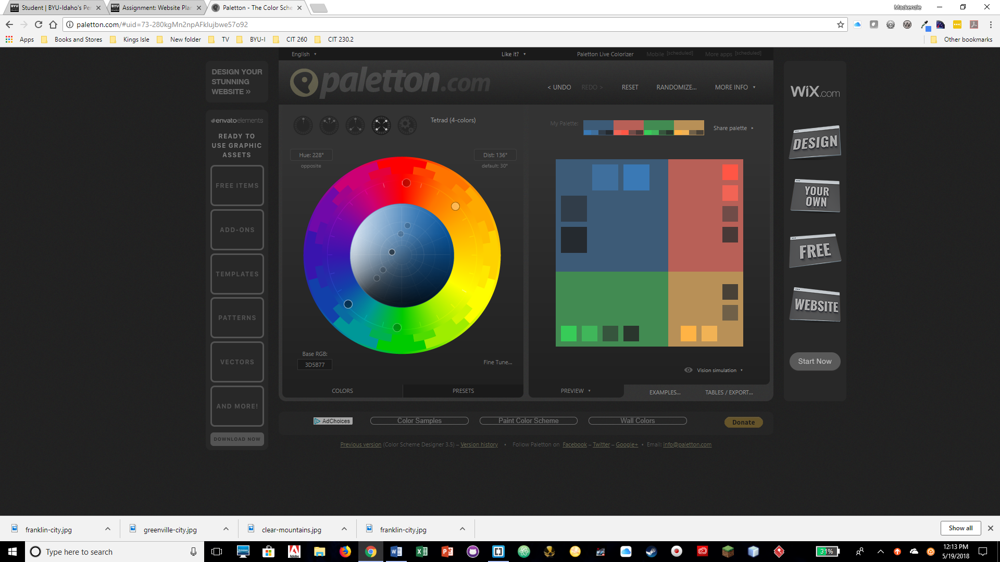 Student | BYU-Idaho's Per
Assignment: Website Plan
Paletton - The Color Sche
Mackenzie
paletton.com/#uid=73-280kgMn2npAFklujbwe57o92
Apps
Books and Stores
Kings Isle
New folder
TV
BYU-I
CIT 260
CIT 230.2
Other bookmarks
English
Like it?
Paletton Live Colorizer
Mobile [scheduled]
More apps [scheduled]
DESIGN YOUR
STUNNING
WEBSITE »
paletton.com
< UNDO
REDO >
RESET
RANDOMIZE...
MORE INFO
WiX.com
envatoelements
READY TO
USE GRAPHIC
ASSETS
FREE ITEMS
ADD-ONS
TEMPLATES
PATTERNS
VECTORS
AND MORE!
DOWNLOAD NOW
Tetrad (4-colors)
Hue: 228°
opposite
Dist: 136°
default: 30°
Base RGB:
3D5B77
Fine Tune...
COLORS
PRESETS
My Palette:
Share palette
Vision simulation
PREVIEW
EXAMPLES...
TABLES / EXPORT...
DESIGN
YOUR
OWN
FREE
WEBSITE
Start Now
AdChoices
Color Samples
Paint Color Scheme
Wall Colors
Donate
Previous version (Color Scheme Designer 3.5) – Version history • Follow Paletton on Facebook – Twitter – Google+ • Email: info@paletton.com
franklin-city.jpg
greenville-city.jpg
clear-mountains.jpg
franklin-city.jpg
Show all
Type here to search
Adobe
31%
12:13 PM
5/19/2018